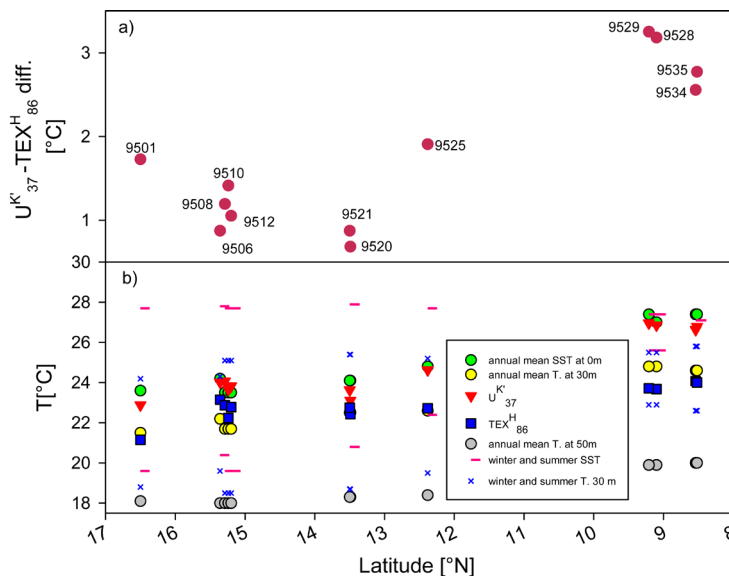 a)
9529
9528
9535
9534
9501
9510
9525
9508
9512
9521
9506
9520
U^K'_37-TEX^H_86 diff.
[°C]
3
2
1
30
b)
28
26
24
22
20
18
T[°C]
annual mean SST at 0m
annual mean T. at 30m
U^K'_37
TEX^H_86
annual mean T. at 50m
winter and summer SST
winter and summer T. 30 m
17 16 15 14 13 12 11 10 9 8
Latitude [°N]